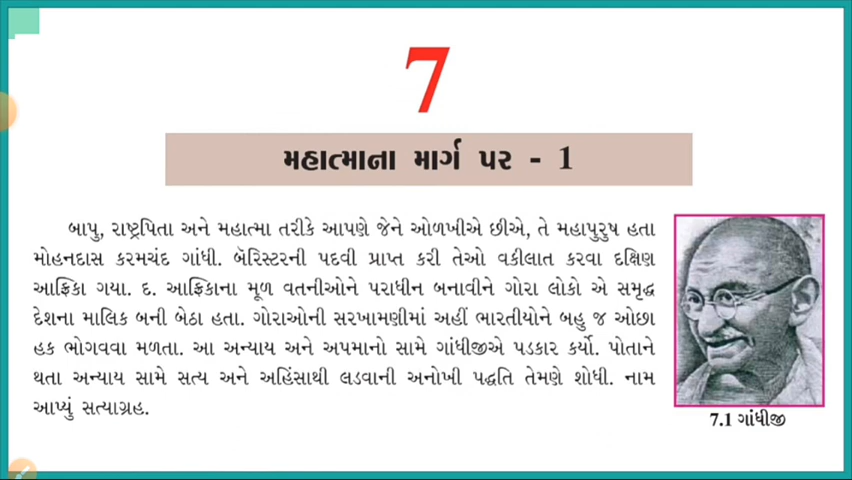 7
મહાત્માના માર્ગ પર - 1
બાપુ, રાષ્ટ્રપિતા અને મહાત્મા તરીકે આપણે જેને ઓળખીએ છીએ, તે મહાપુરુષ હતા
મોહનદાસ કરમચંદ ગાંધી. બૅરિસ્ટરની પદવી પ્રાપ્ત કરી તેઓ વકીલાત કરવા દક્ષિણ
આફ્રિકા ગયા. દ. આફ્રિકાના મૂળ વતનીઓને પરાધીન બનાવીને ગોરા લોકો એ સમૃદ્ધ
દેશના માલિક બની બેઠા હતા. ગોરાઓની સરખામણીમાં અહીં ભારતીયોને બહુ જ ઓછા
હક ભોગવવા મળતા. આ અન્યાય અને અપમાનો સામે ગાંધીજીએ પડકાર કર્યો. પોતાને
થતા અન્યાય સામે સત્ય અને અહિંસાથી લડવાની અનોખી પદ્ધતિ તેમણે શોધી. નામ
આપ્યું સત્યાગ્રહ.
7.1 ગાંધીજી